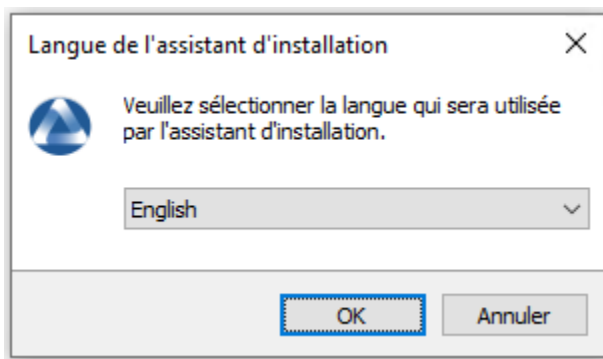 Langue de l'assistant d'installation
Veuillez sélectionner la langue qui sera utilisée
par l'assistant d'installation.
English
OK
Annuler